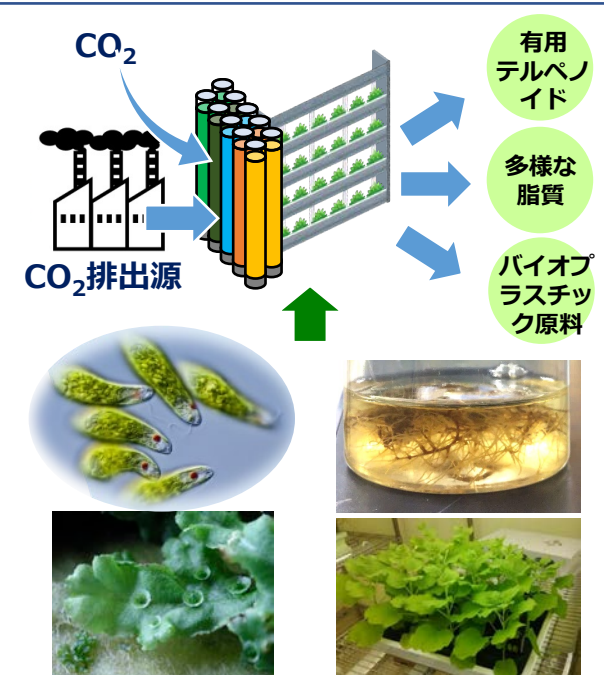 CO₂
CO₂排出源
有用
テルペノ
イド
多様な
脂質
バイオプ
ラスチッ
ク原料